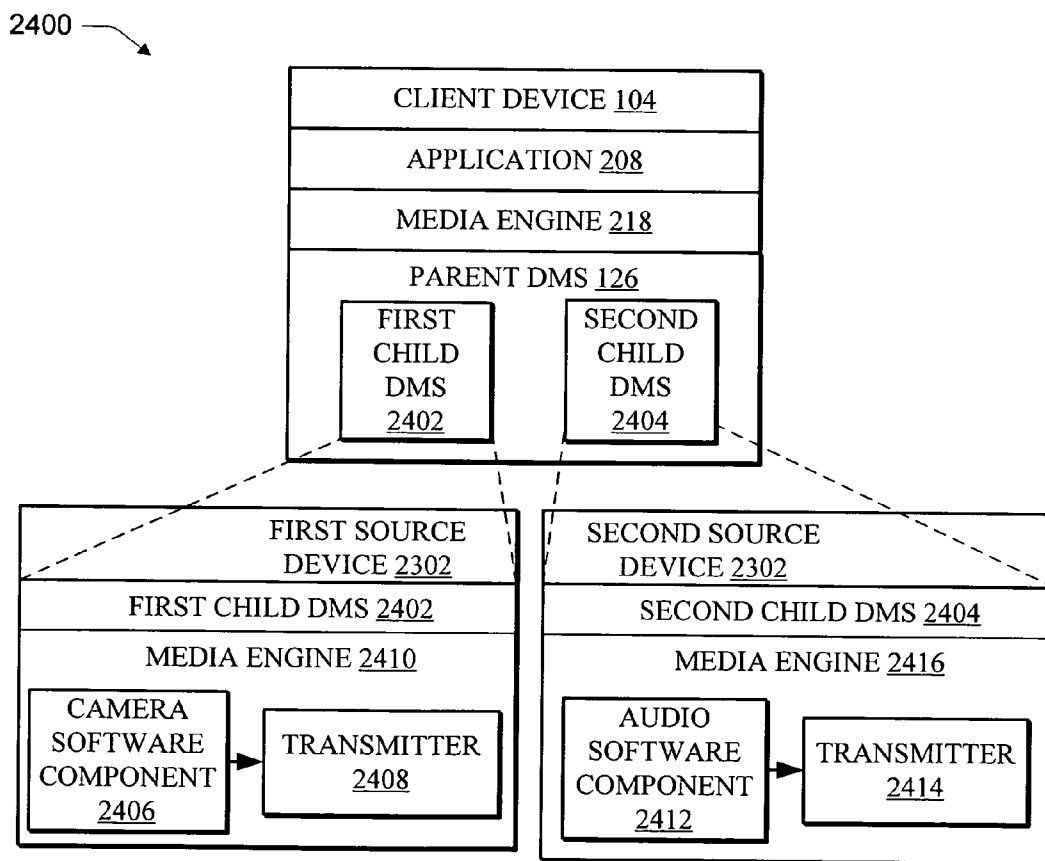 2400
CLIENT DEVICE 104
APPLICATION 208
MEDIA ENGINE 218
PARENT DMS 126
FIRST
CHILD
DMS
2402
SECOND
CHILD
DMS
2404
FIRST SOURCE
DEVICE 2302
FIRST CHILD DMS 2402
MEDIA ENGINE 2410
CAMERA
SOFTWARE
COMPONENT
2406
TRANSMITTER
2408
SECOND SOURCE
DEVICE 2302
SECOND CHILD DMS 2404
MEDIA ENGINE 2416
AUDIO
SOFTWARE
COMPONENT
2412
TRANSMITTER
2414